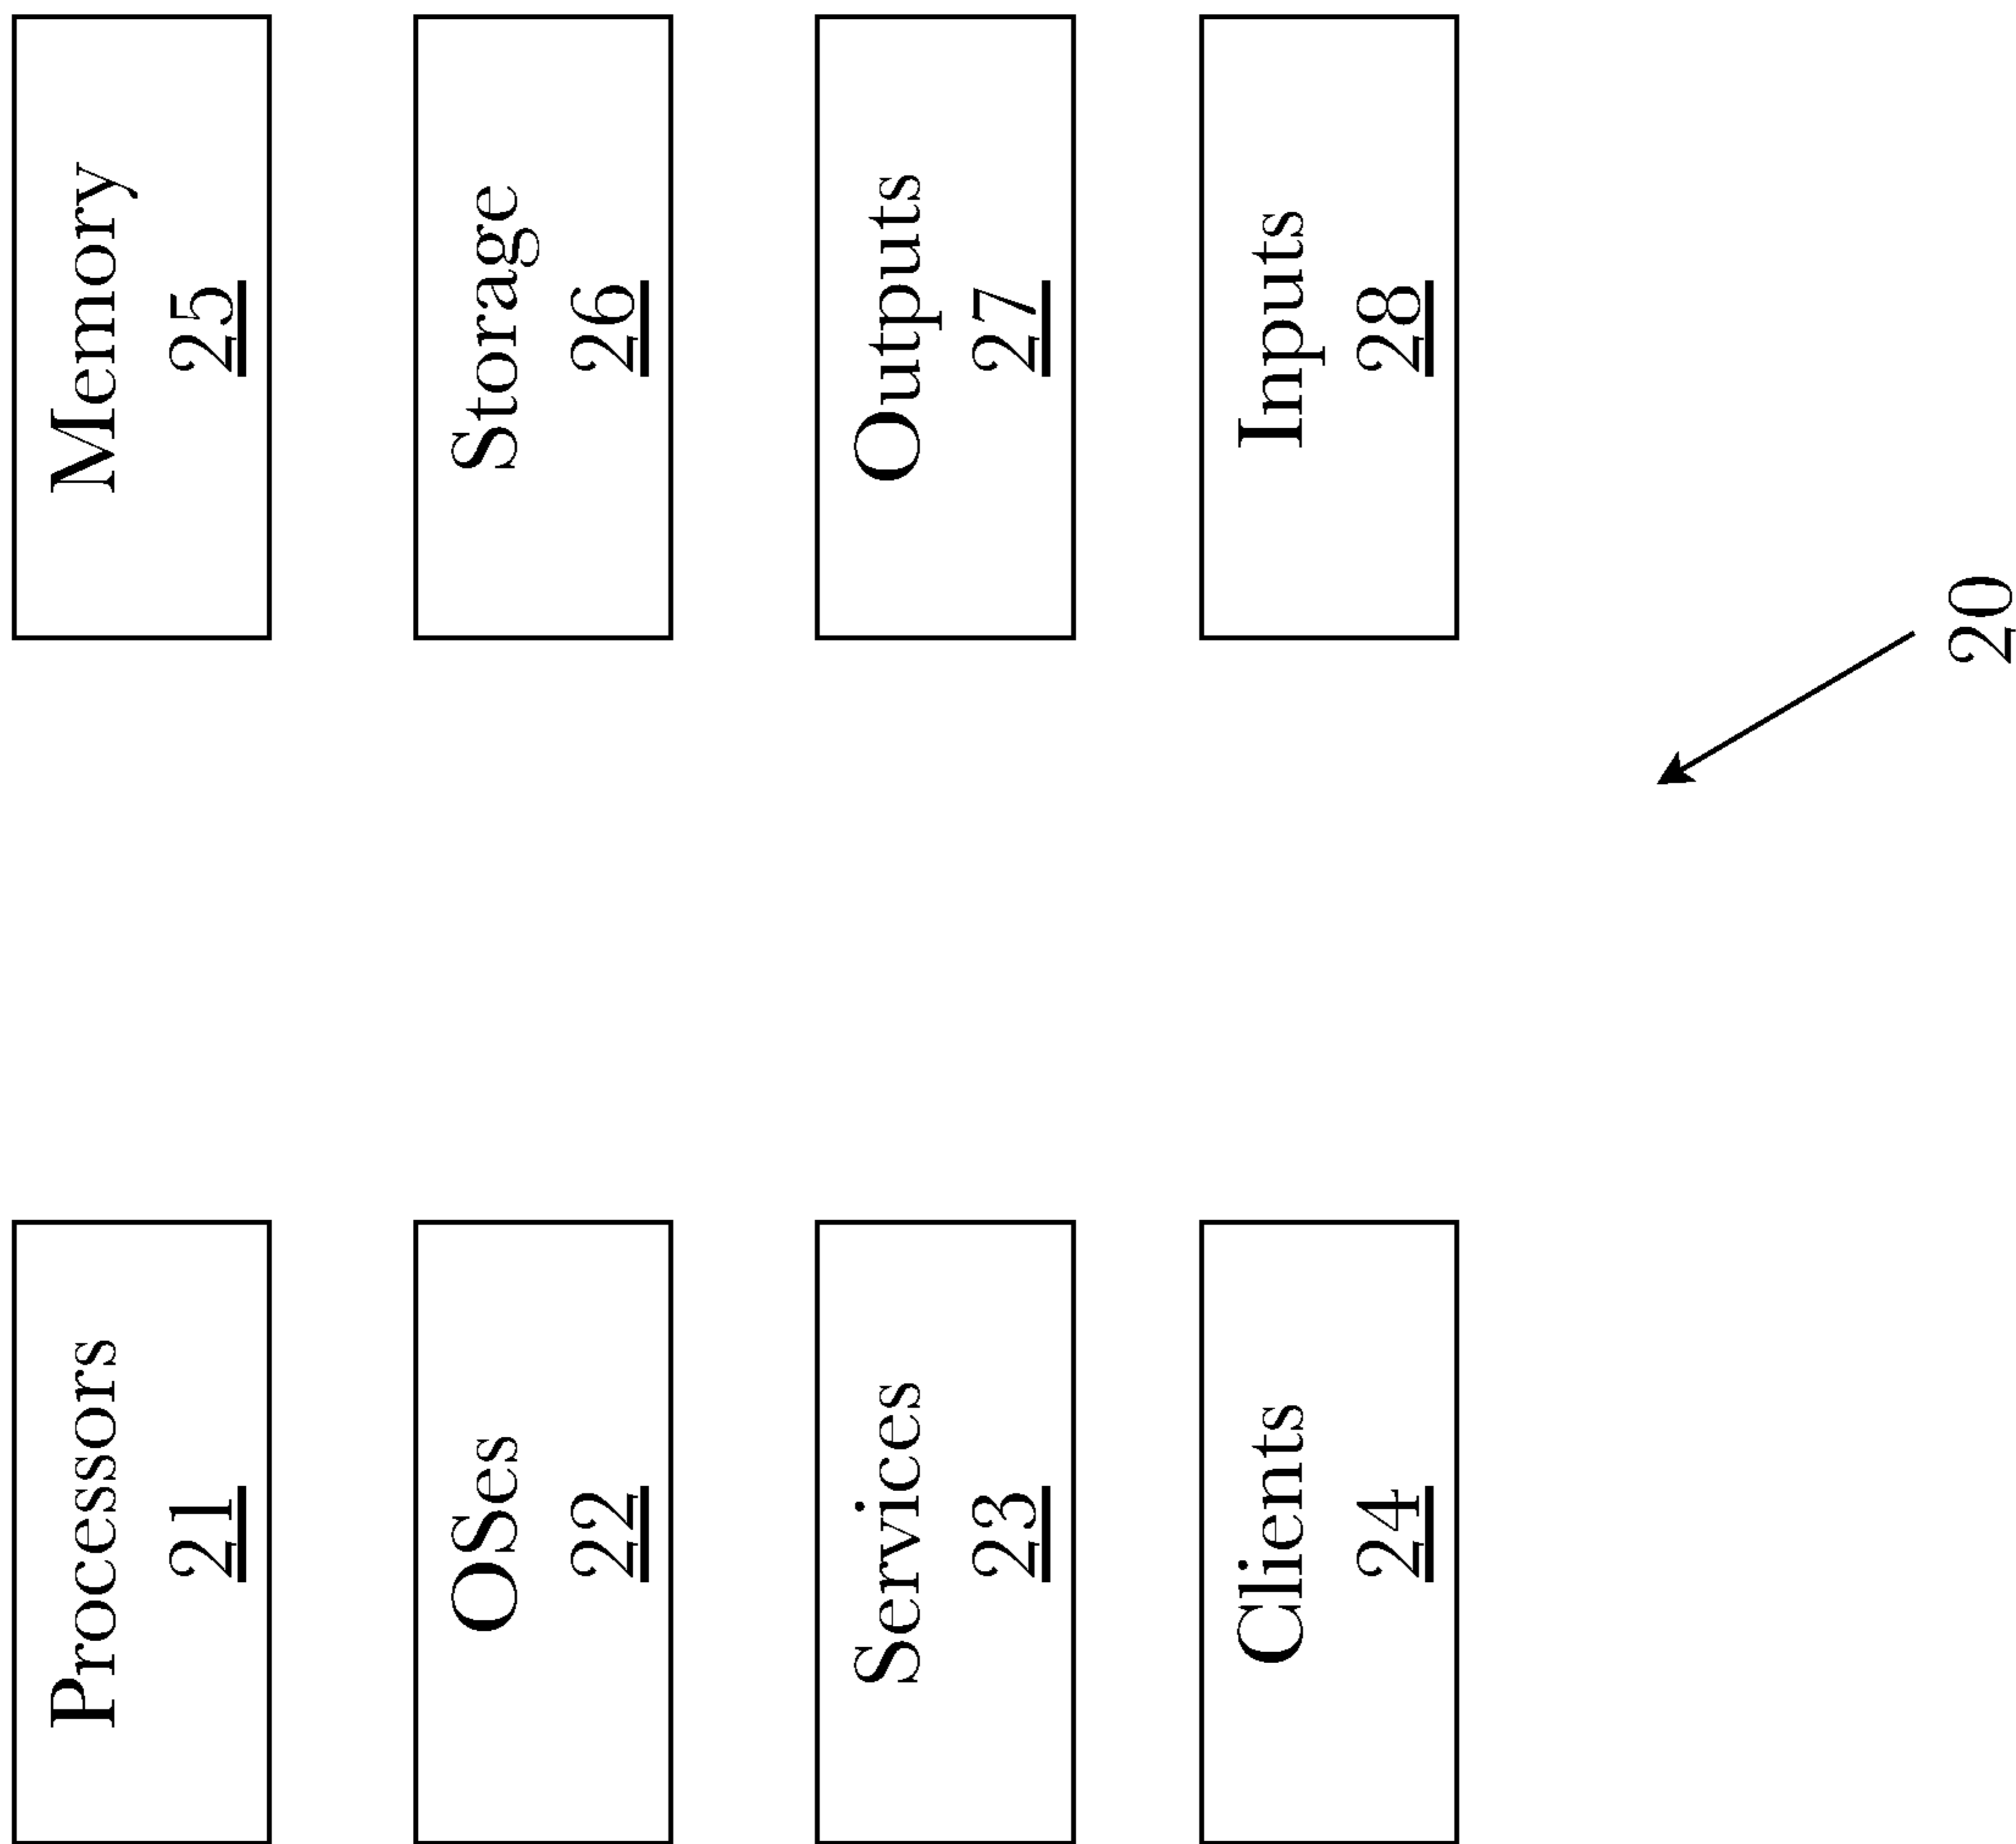 Processors
21
OSes
22
Services
23
Clients
24
Memory
25
Storage
26
Outputs
27
Inputs
28
20